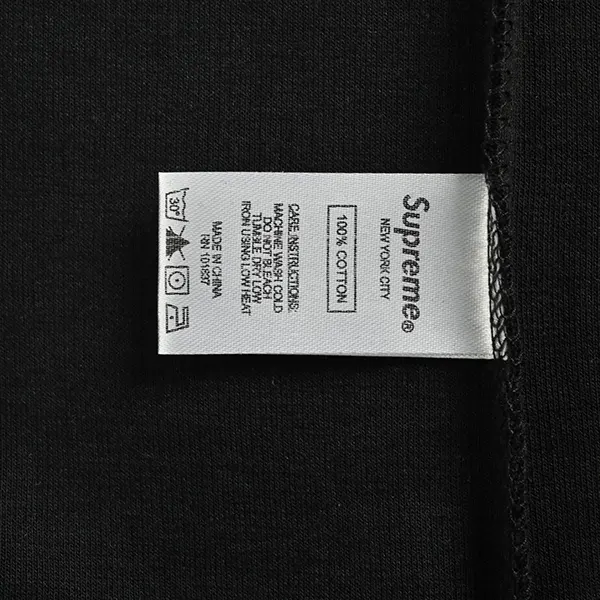 Supreme®
NEW YORK CITY
100% COTTON
CARE INSTRUCTIONS:
MACHINE WASH COLD
DO NOT BLEACH
TUMBLE DRY LOW
IRON USING LOW HEAT
MADE IN CHINA
RN 101837
30°